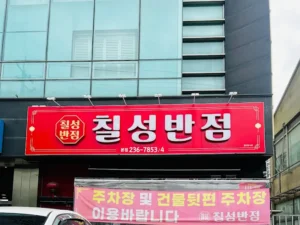 칠성
반점
칠성반점
236-7853/4
주차장 및 건물뒷편 주차장
이용바랍니다
칠성반점